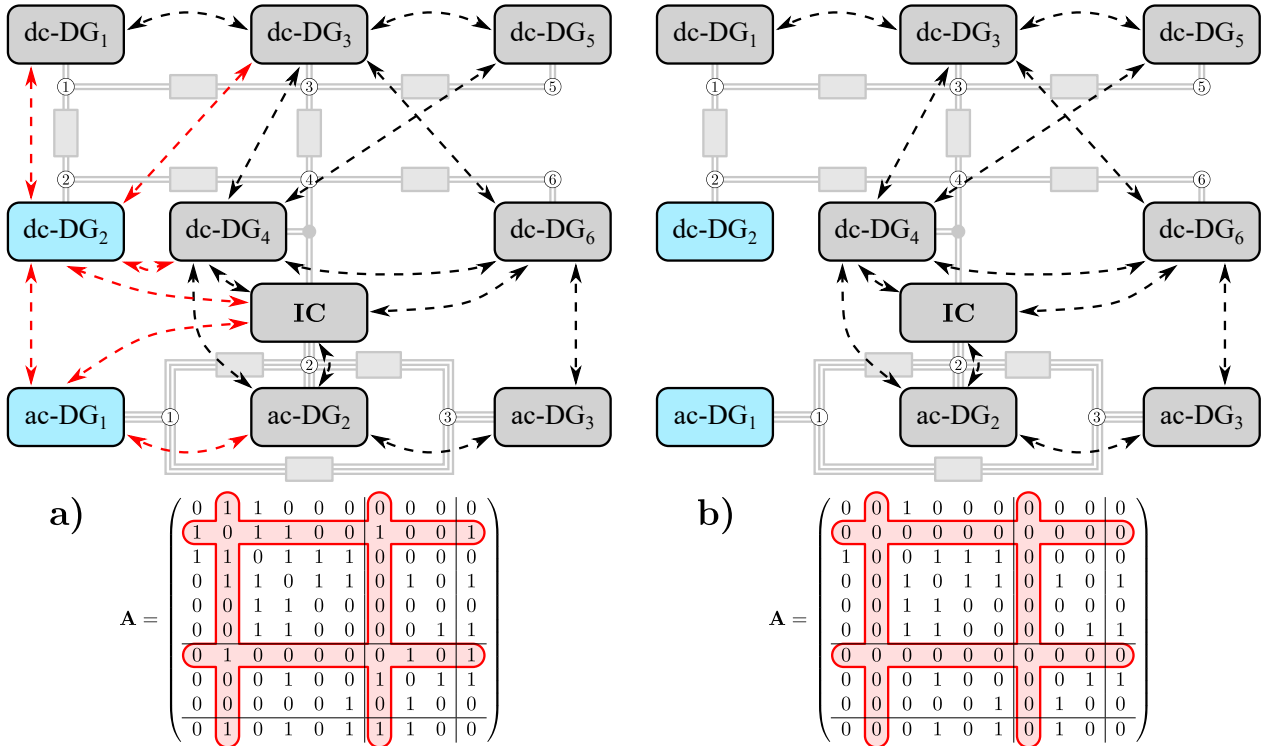 dc-DG₁ dc-DG₃ dc-DG₅
1 3 5
2 4 6
dc-DG₂ dc-DG₄ dc-DG₆
IC
2
ac-DG₁ 1 ac-DG₂ 3 ac-DG₃
a)
A =
0 1 1 0 0 0 0 0 0 0
1 0 1 1 0 0 1 0 0 1
1 1 0 1 1 1 0 0 0 0
0 1 1 0 1 1 0 1 0 1
0 0 1 1 0 0 0 0 0 0
0 0 1 1 0 0 0 0 1 1
0 1 0 0 0 0 0 1 0 1
0 0 0 1 0 0 1 0 1 1
0 0 0 0 0 1 0 1 0 0
0 1 0 1 0 1 1 1 0 0
dc-DG₁ dc-DG₃ dc-DG₅
1 3 5
2 4 6
dc-DG₂ dc-DG₄ dc-DG₆
IC
2
ac-DG₁ 1 ac-DG₂ 3 ac-DG₃
b)
A =
0 0 1 0 0 0 0 0 0 0
0 0 0 0 0 0 0 0 0 0
1 0 0 1 1 1 0 0 0 0
0 0 1 0 1 1 0 1 0 1
0 0 1 1 0 0 0 0 0 0
0 0 1 1 0 0 0 0 1 1
0 0 0 0 0 0 0 0 0 0
0 0 0 1 0 0 0 0 1 1
0 0 0 0 0 1 0 1 0 0
0 0 0 1 0 1 0 1 0 0